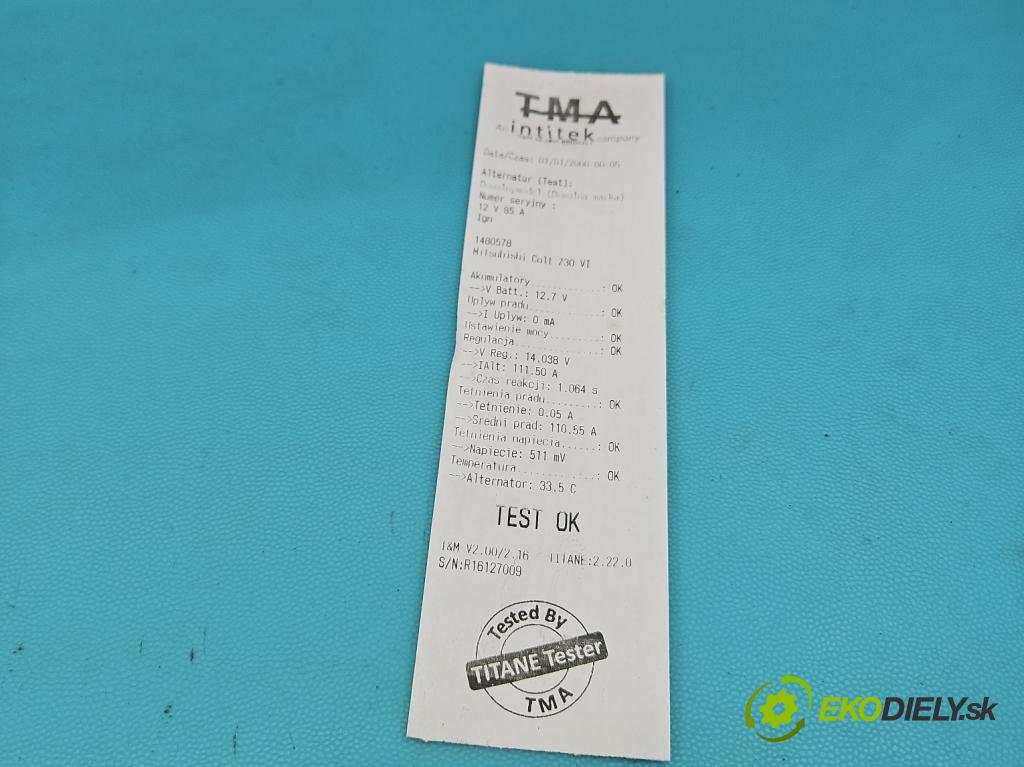 TMA
An intitek company
Data/Czas: 01/01/2000 00:05
Alternator (Test):
(Dowolna marka)
Numer seryjny :
12 V 85 A
Ign
1480578
Mitsubishi Colt Z30 VI
Akumulatory..............: OK
-->V Batt.: 12.7 V
Uplyw pradu..............: OK
-->I Uplyw: 0 mA
Ustawienie mocy..........: OK
Regulacja................: OK
-->V Reg.: 14.038 V
-->IAlt: 111.50 A
-->Czas reakcji: 1.064 s
Tetnienia pradu..........: OK
-->Tetnienie: 0.05 A
-->Sredni prad: 110.55 A
Tetnienia napiecia.......: OK
-->Napiecie: 511 mV
Temperatura..............: OK
-->Alternator: 33.5 C
TEST OK
T&M V2.00/2.16 TITANE:2.22.0
S/N:R16127009
Tested By
TITANE Tester
TMA
EKODIELY.sk